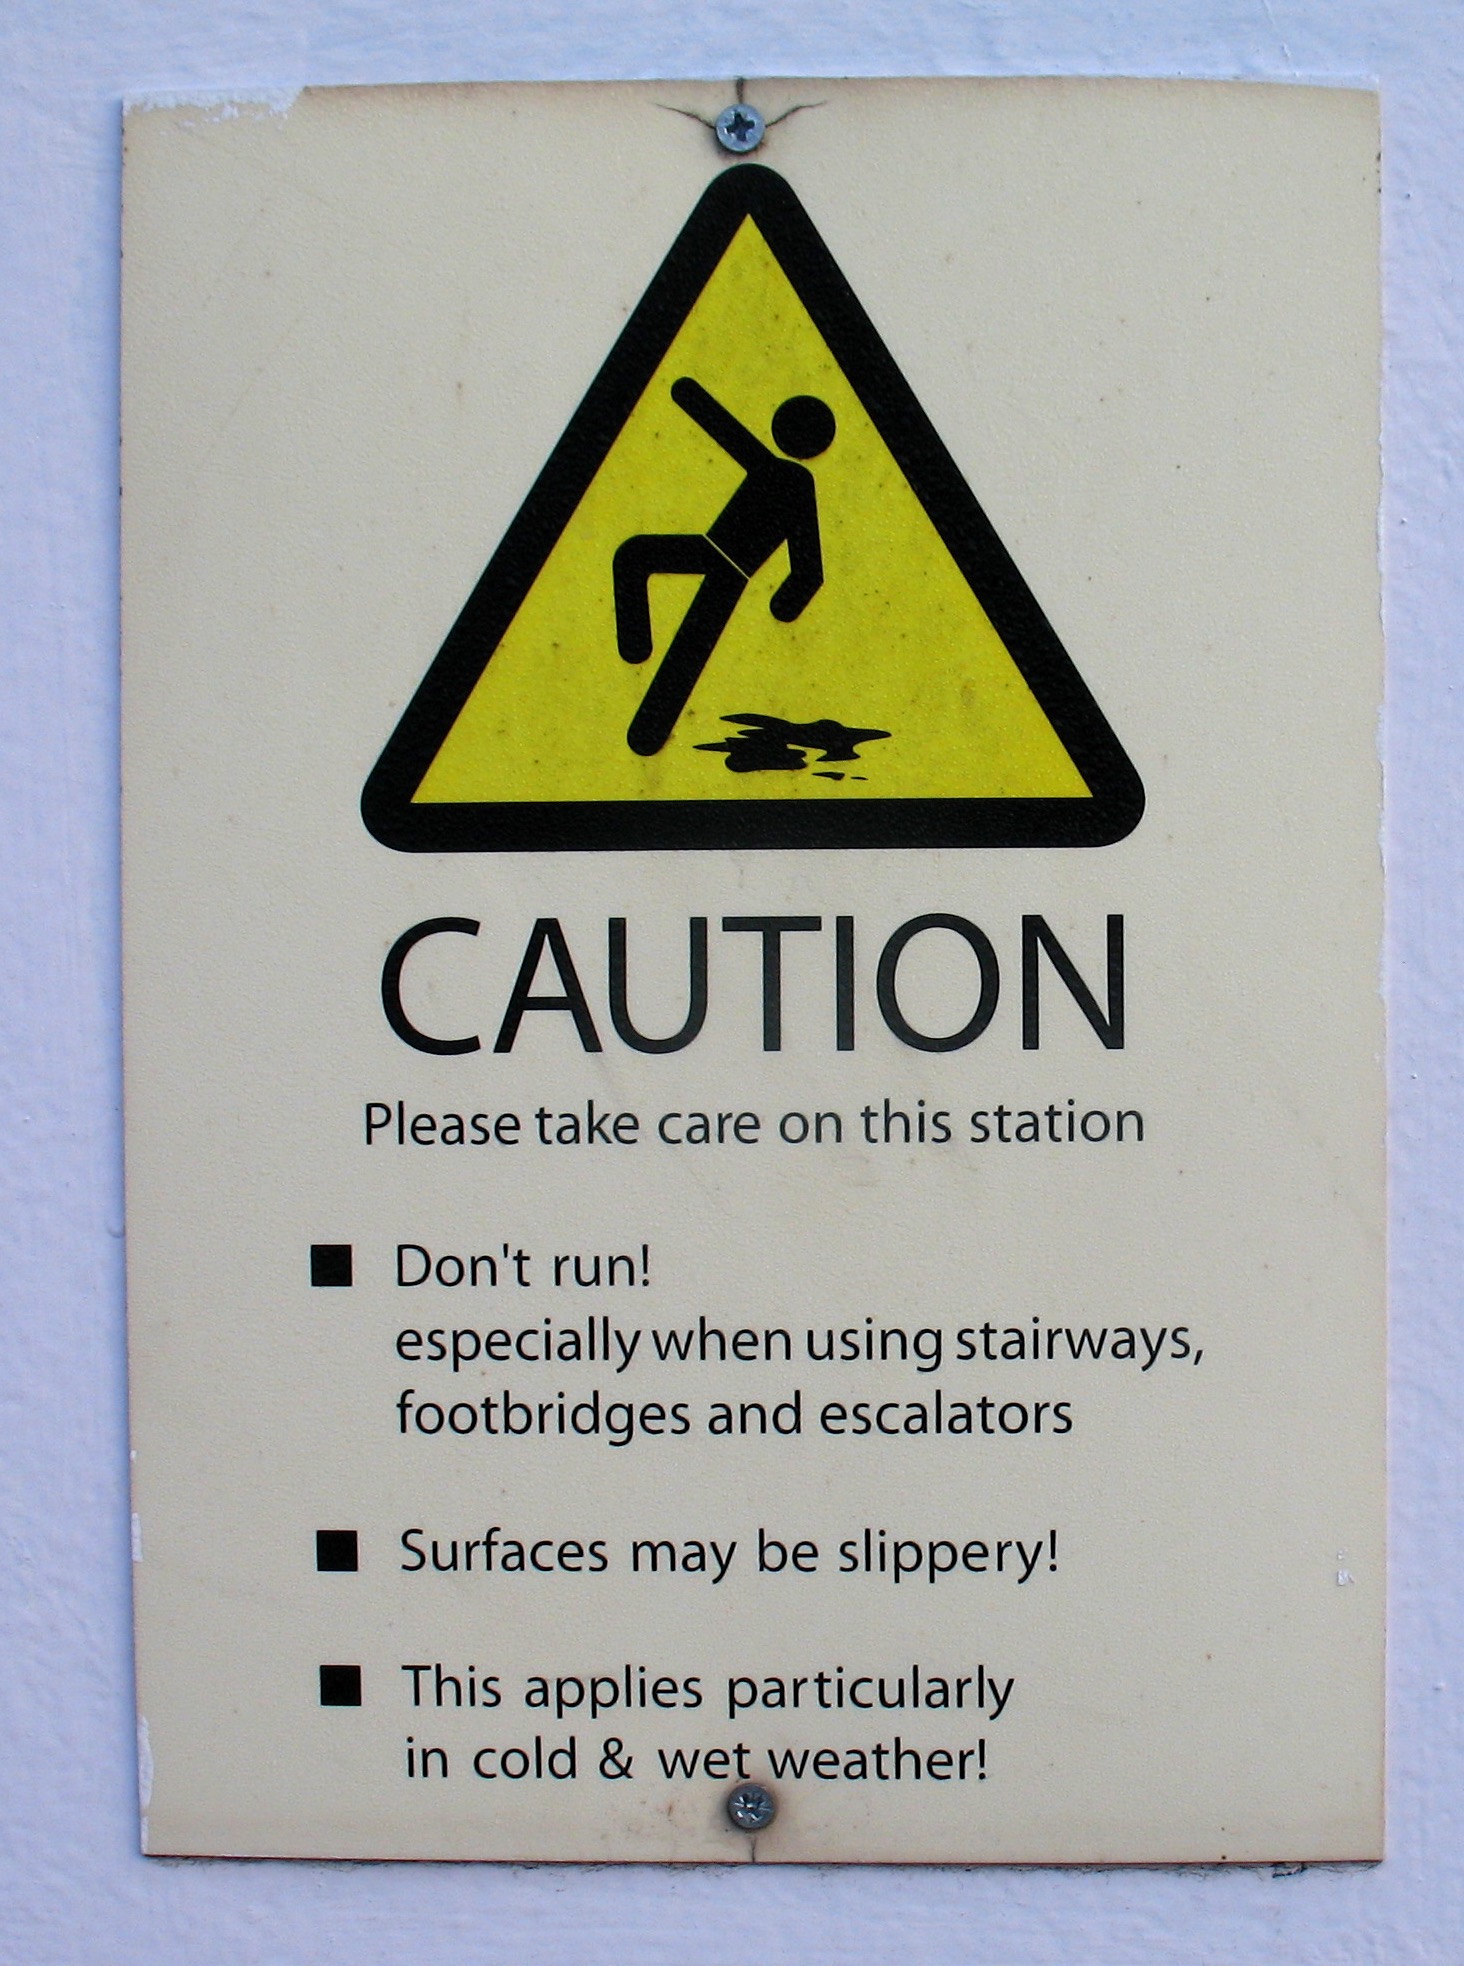 CAUTION
Please take care on this station
■ Don't run!
especially when using stairways,
footbridges and escalators
■ Surfaces may be slippery!
■ This applies particularly
in cold & wet weather!